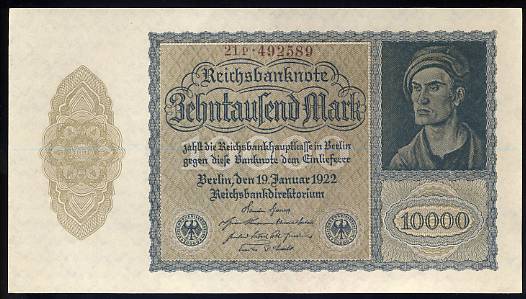 21P·492589
Reichsbanknote
Zehntausend Mark
zahlt die Reichsbankhauptkasse in Berlin
gegen diese Banknote dem Einlieferer
Berlin, den 19. Januar 1922
Reichsbankdirektorium
10000